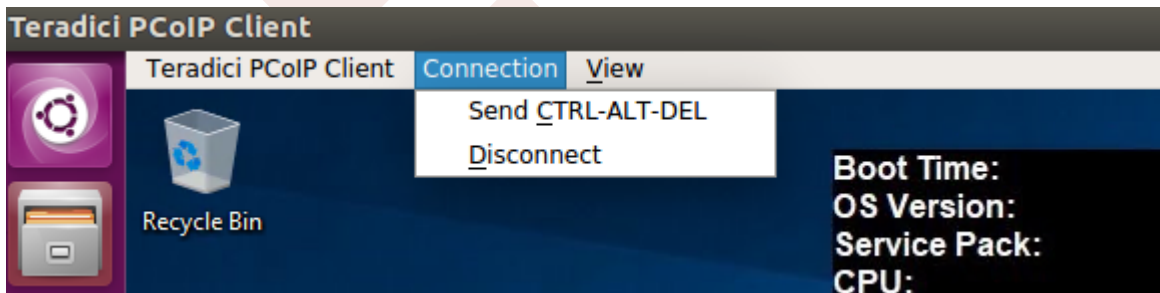 Teradici PCoIP Client
Teradici PCoIP Client Connection View
Send CTRL-ALT-DEL
Disconnect
Recycle Bin
Boot Time:
OS Version:
Service Pack:
CPU: